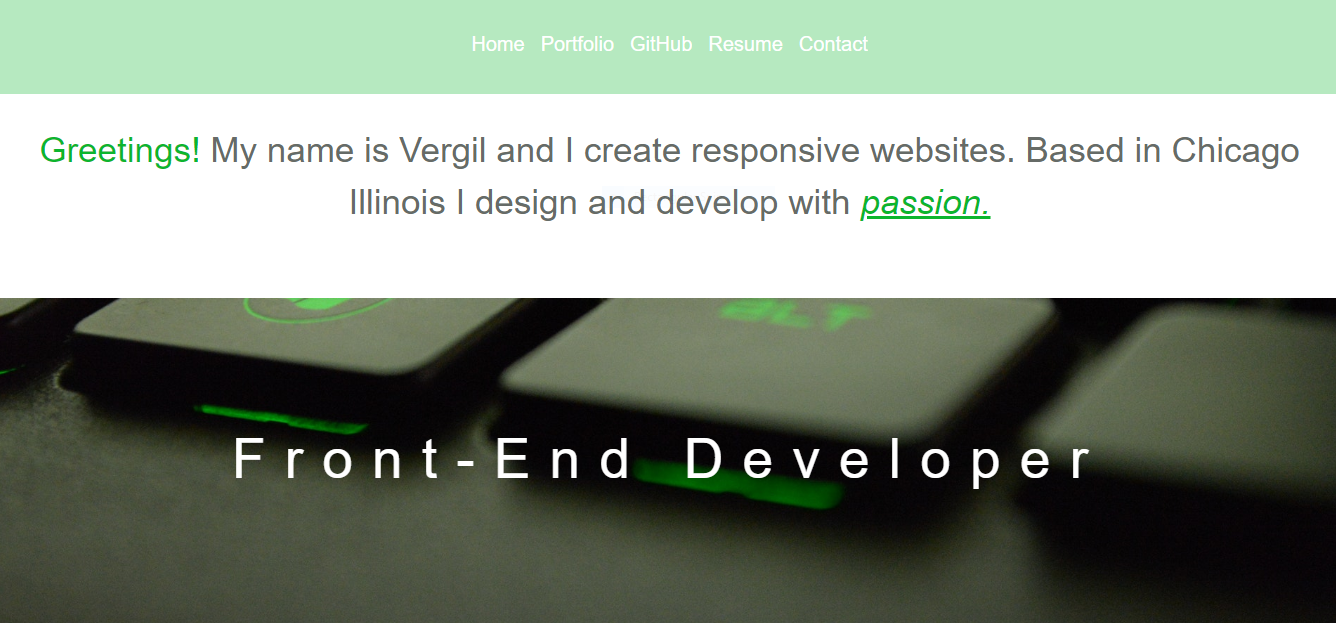 Home Portfolio GitHub Resume Contact
Greetings! My name is Vergil and I create responsive websites. Based in Chicago
Illinois I design and develop with passion.
ALT
Front-End Developer